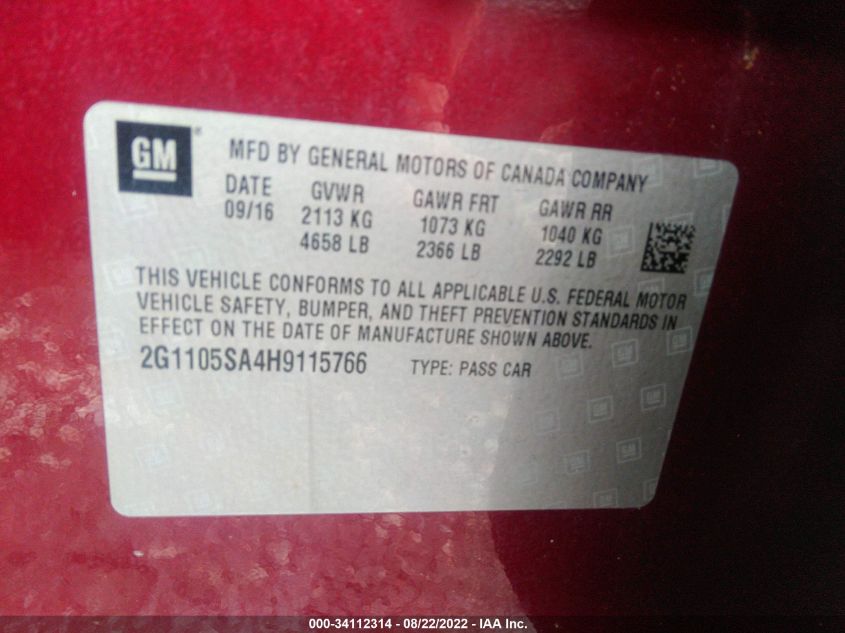 GM ® MFD BY GENERAL MOTORS OF CANADA COMPANY
DATE GVWR GAWR FRT GAWR RR
09/16 2113 KG 1073 KG 1040 KG
4658 LB 2366 LB 2292 LB
THIS VEHICLE CONFORMS TO ALL APPLICABLE U.S. FEDERAL MOTOR
VEHICLE SAFETY, BUMPER, AND THEFT PREVENTION STANDARDS IN
EFFECT ON THE DATE OF MANUFACTURE SHOWN ABOVE.
2G1105SA4H9115766 TYPE: PASS CAR
000-34112314 - 08/22/2022 - IAA Inc.